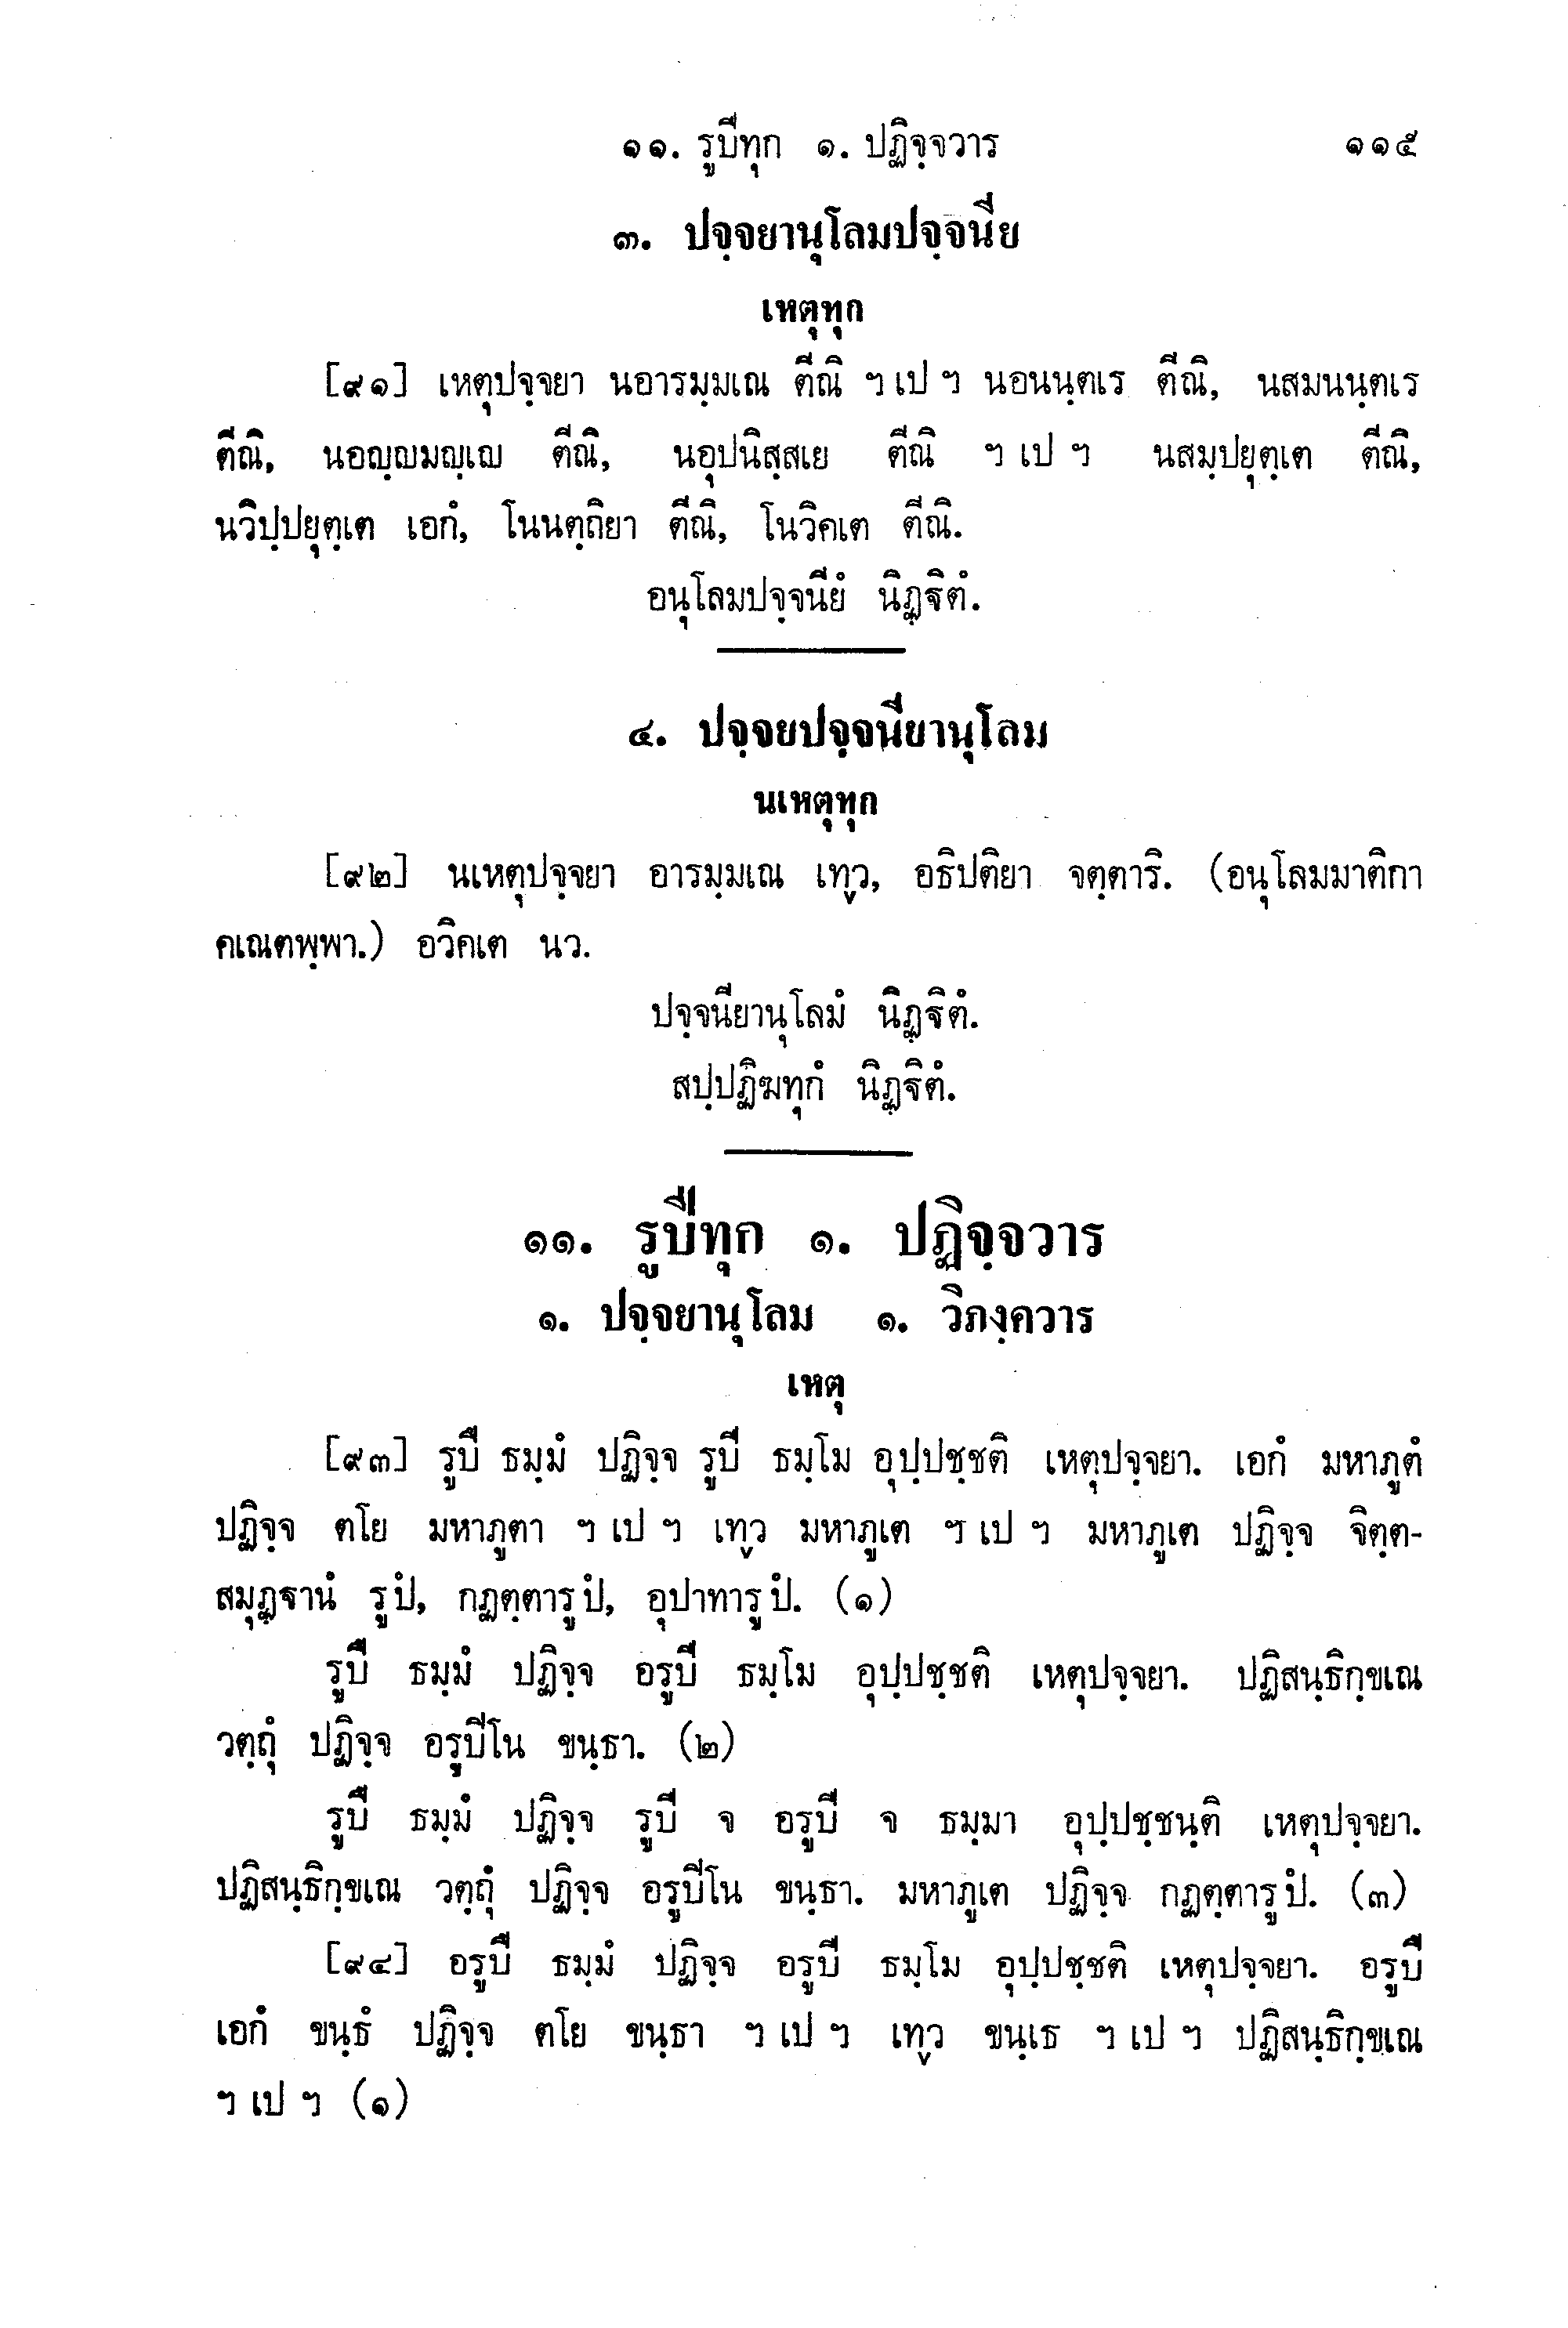 ๑๑. รูปีทุก ๑. ปฏิจฺจวาร ๑๑๕
๓. ปจฺจยานุโลมปจฺจนีย
เหตุทุก
[๙๑] เหตุปจฺจยา นอารมฺมเณ ตีณิ ฯ เป ฯ นอนนฺตเร ตีณิ, นสมนนฺตเร
ตีณิ, นอญฺญมญฺเญ ตีณิ, นอุปนิสฺสเย ตีณิ ฯ เป ฯ นสมฺปยุตฺเต ตีณิ,
นวิปฺปยุตฺเต เอกํ, โนนตฺถิยา ตีณิ, โนวิคเต ตีณิ.
อนุโลมปจฺจนียํ นิฏฺฐิตํ.
๔. ปจฺจยปจฺจนียานุโลม
นเหตุทุก
[๙๒] นเหตุปจฺจยา อารมฺมเณ เทฺว, อธิปติยา จตฺตาริ. (อนุโลมมาติกา
คเณตพฺพา.) อวิคเต นว.
ปจฺจนียานุโลมํ นิฏฺฐิตํ.
สปฺปฏิฆทุกํ นิฏฺฐิตํ.
๑๑. รูปีทุก ๑. ปฏิจฺจวาร
๑. ปจฺจยานุโลม ๑. วิภงฺควาร
เหตุ
[๙๓] รูปึ ธมฺมํ ปฏิจฺจ รูปี ธมฺโม อุปฺปชฺชติ เหตุปจฺจยา. เอกํ มหาภูตํ
ปฏิจฺจ ตโย มหาภูตา ฯ เป ฯ เทฺว มหาภูเต ฯ เป ฯ มหาภูเต ปฏิจฺจ จิตฺต-
สมุฏฺฐานํ รูปํ, กฏตฺตารูปํ, อุปาทารูปํ. (๑)
รูปึ ธมฺมํ ปฏิจฺจ อรูปี ธมฺโม อุปฺปชฺชติ เหตุปจฺจยา. ปฏิสนฺธิกฺขเณ
วตฺถุํ ปฏิจฺจ อรูปีโน ขนฺธา. (๒)
รูปึ ธมฺมํ ปฏิจฺจ รูปี จ อรูปี จ ธมฺมา อุปฺปชฺชนฺติ เหตุปจฺจยา.
ปฏิสนฺธิกฺขเณ วตฺถุํ ปฏิจฺจ อรูปีโน ขนฺธา. มหาภูเต ปฏิจฺจ กฏตฺตารูปํ. (๓)
[๙๔] อรูปึ ธมฺมํ ปฏิจฺจ อรูปี ธมฺโม อุปฺปชฺชติ เหตุปจฺจยา. อรูปึ
เอกํ ขนฺธํ ปฏิจฺจ ตโย ขนฺธา ฯ เป ฯ เทฺว ขนฺเธ ฯ เป ฯ ปฏิสนฺธิกฺขเณ
ฯ เป ฯ (๑)